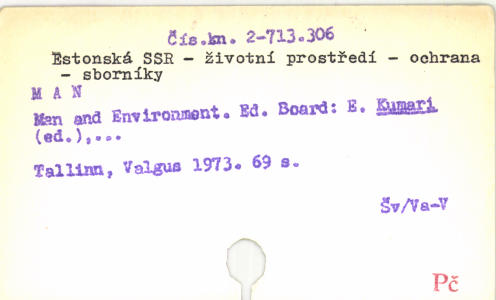 Čís.kn. 2-713.306
Estonská SSR - životní prostředí - ochrana
- sborníky
M A N
Man and Environment. Ed. Board: E. Kumari
(ed.),...
Tallinn, Valgus 1973. 69 s.
Šv/Va-V
Pč